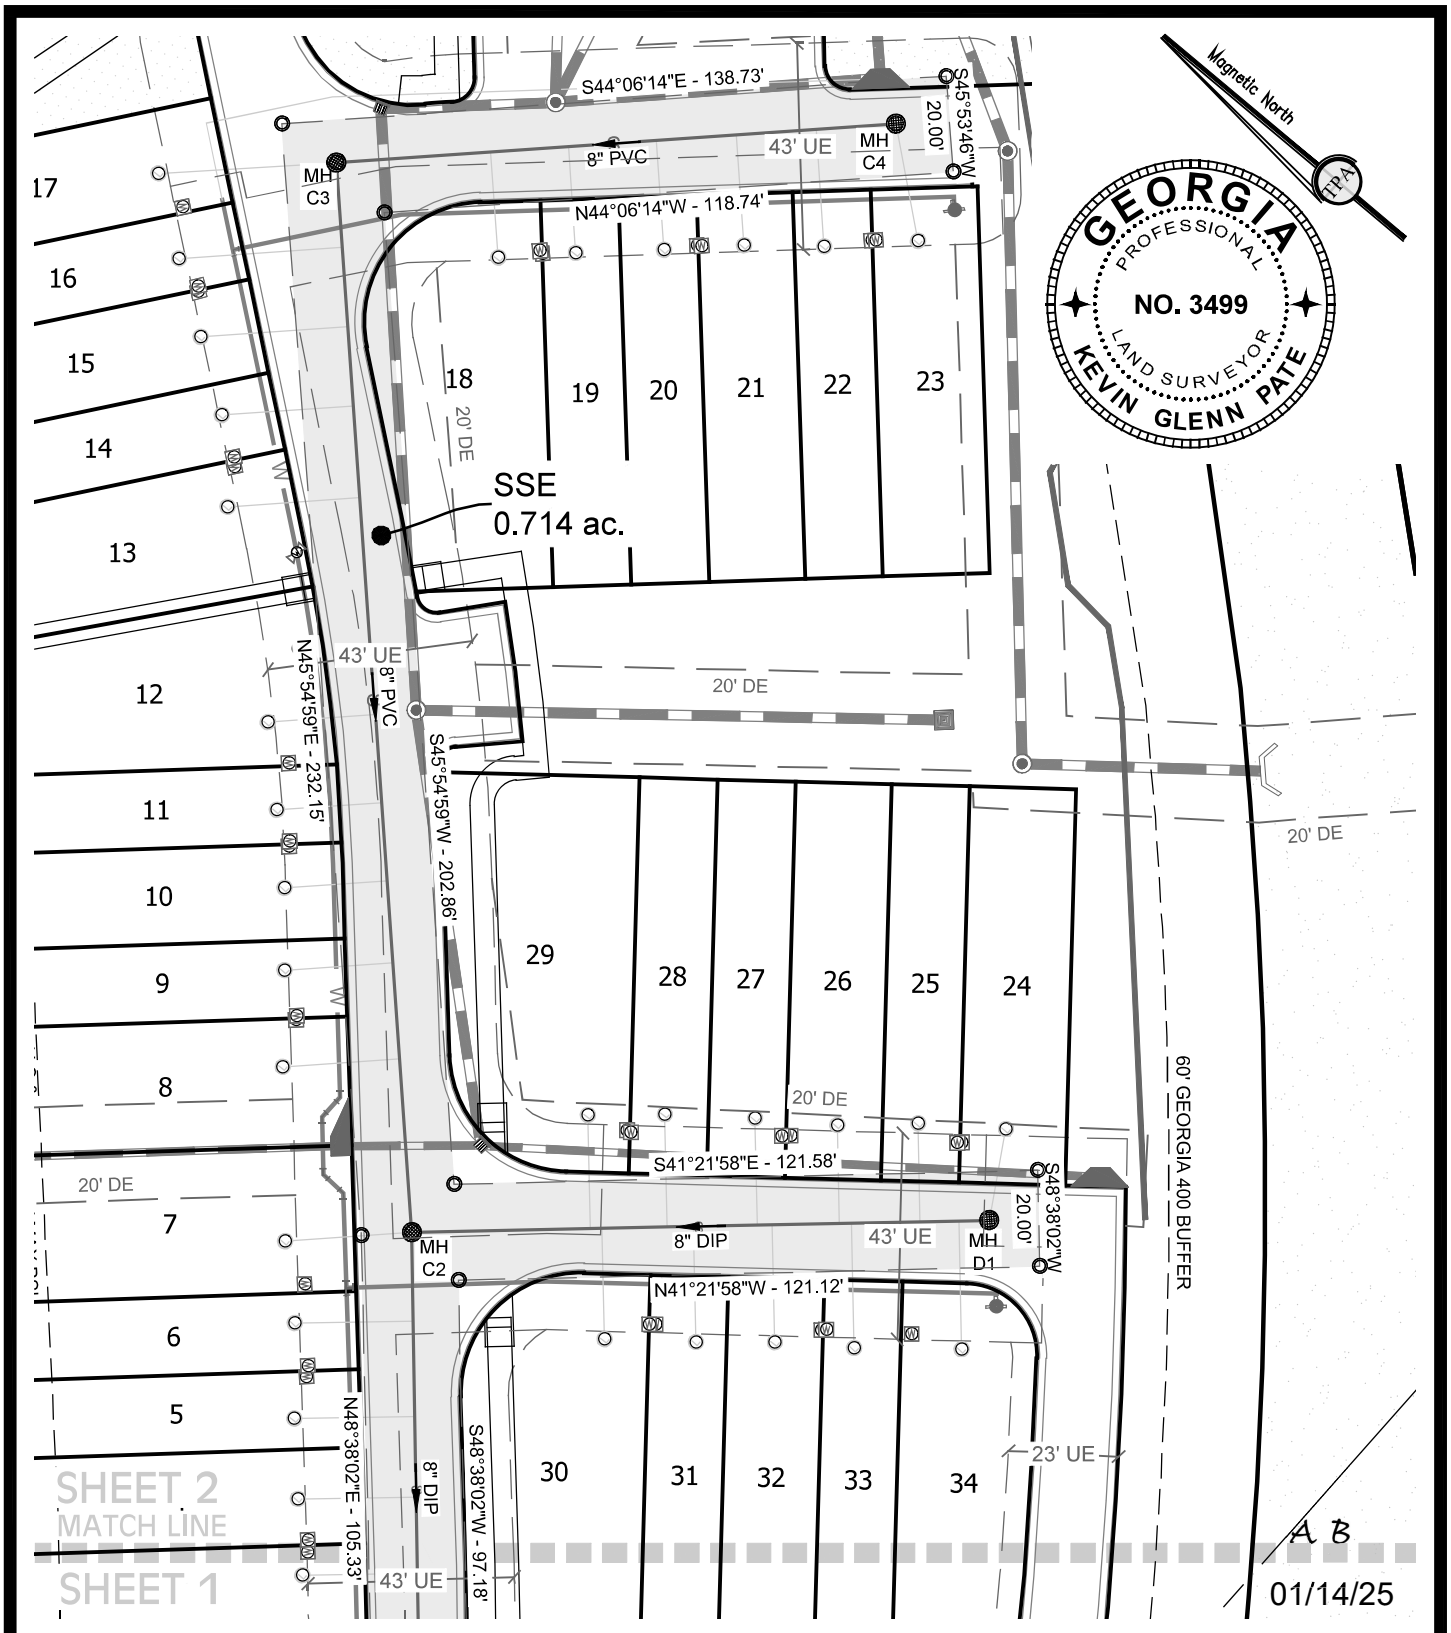 S44°06'14"E - 138.73'
S45°53'46"W
20.00'
Magnetic North
TPA
MH
C3
8" PVC
43' UE
MH
C4
N44°06'14"W - 118.74'
GEORGIA
PROFESSIONAL
NO. 3499
LAND SURVEYOR
KEVIN GLENN PATE
17
16
15
14
13
18
19
20
21
22
23
20' DE
SSE
0.714 ac.
W
N45°54'59"E - 232.15'
43' UE
8" PVC
20' DE
12
S45°54'59"W - 202.86'
11
20' DE
10
9
29
28
27
26
25
24
W
8
20' DE
60' GEORGIA 400 BUFFER
S41°21'58"E - 121.58'
S48°38'02"W
20.00'
20' DE
7
MH
C2
8" DIP
43' UE
MH
D1
N41°21'58"W - 121.12'
6
5
N48°38'02"E - 105.33'
8" DIP
S48°38'02"W - 97.18'
30
31
32
33
34
23' UE
SHEET 2
MATCH LINE
SHEET 1
43' UE
A B
01/14/25